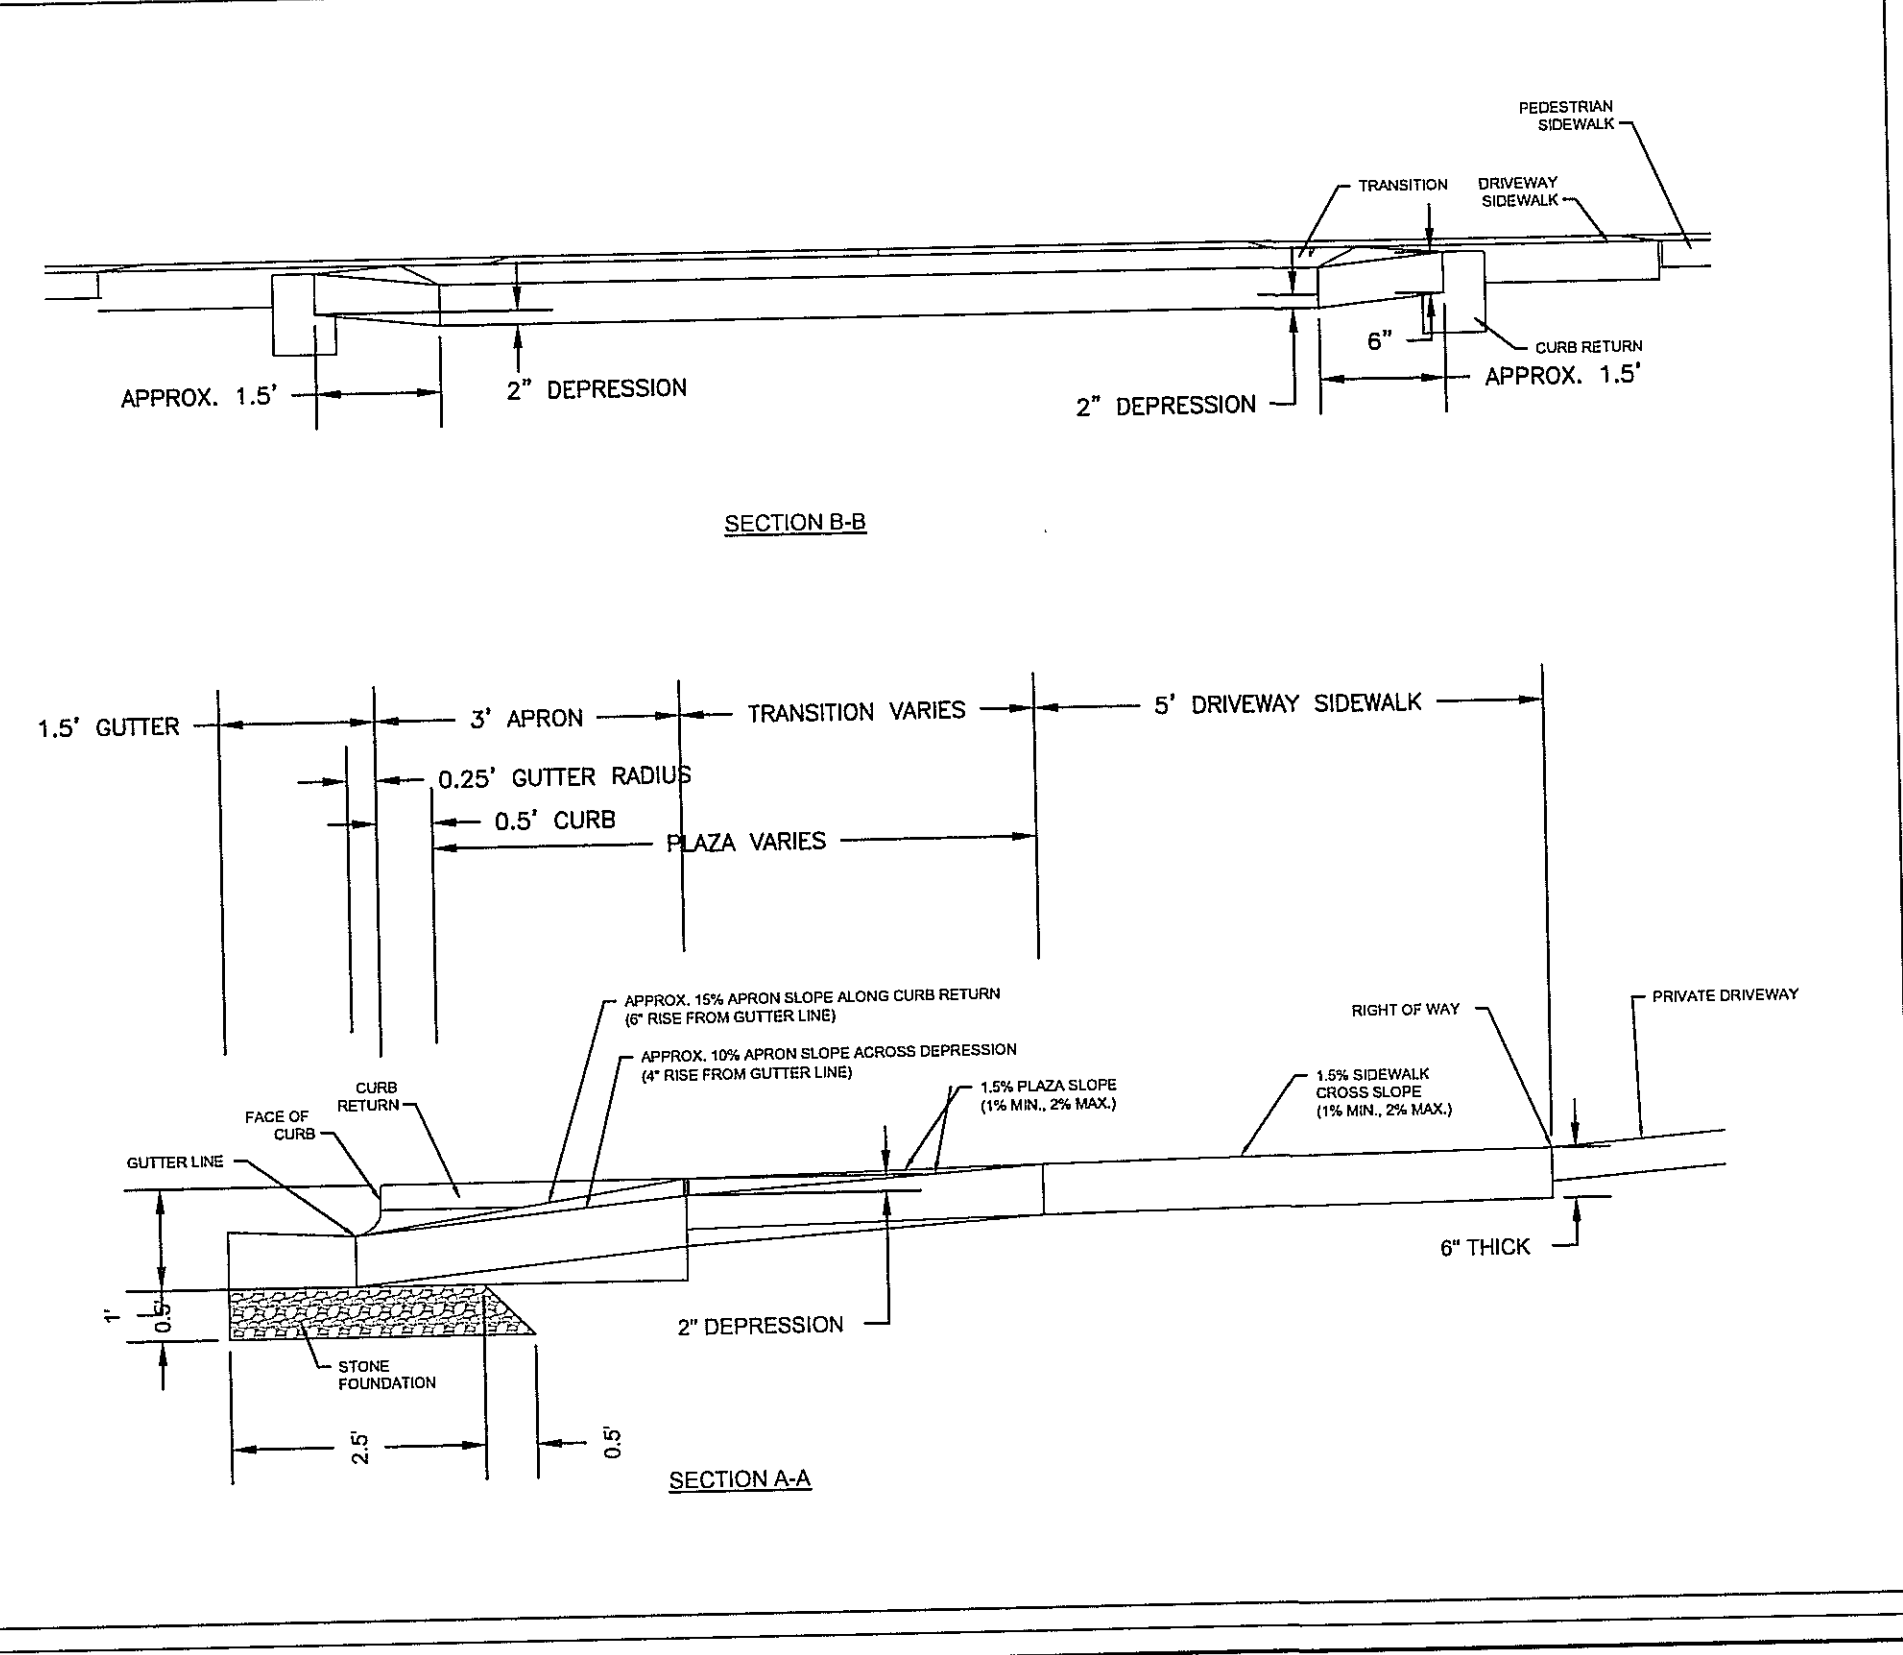 PEDESTRIAN
SIDEWALK
TRANSITION
DRIVEWAY
SIDEWALK
6"
CURB RETURN
APPROX. 1.5'
2" DEPRESSION
2" DEPRESSION
APPROX. 1.5'
SECTION B-B
1.5' GUTTER
3' APRON
TRANSITION VARIES
5' DRIVEWAY SIDEWALK
0.25' GUTTER RADIUS
0.5' CURB
PLAZA VARIES
APPROX. 15% APRON SLOPE ALONG CURB RETURN
(6" RISE FROM GUTTER LINE)
APPROX. 10% APRON SLOPE ACROSS DEPRESSION
(4" RISE FROM GUTTER LINE)
RIGHT OF WAY
PRIVATE DRIVEWAY
CURB
RETURN
FACE OF
CURB
GUTTER LINE
1.5% PLAZA SLOPE
(1% MIN., 2% MAX.)
1.5% SIDEWALK
CROSS SLOPE
(1% MIN., 2% MAX.)
6" THICK
1'
0.5'
2" DEPRESSION
STONE
FOUNDATION
2.5'
0.5'
SECTION A-A